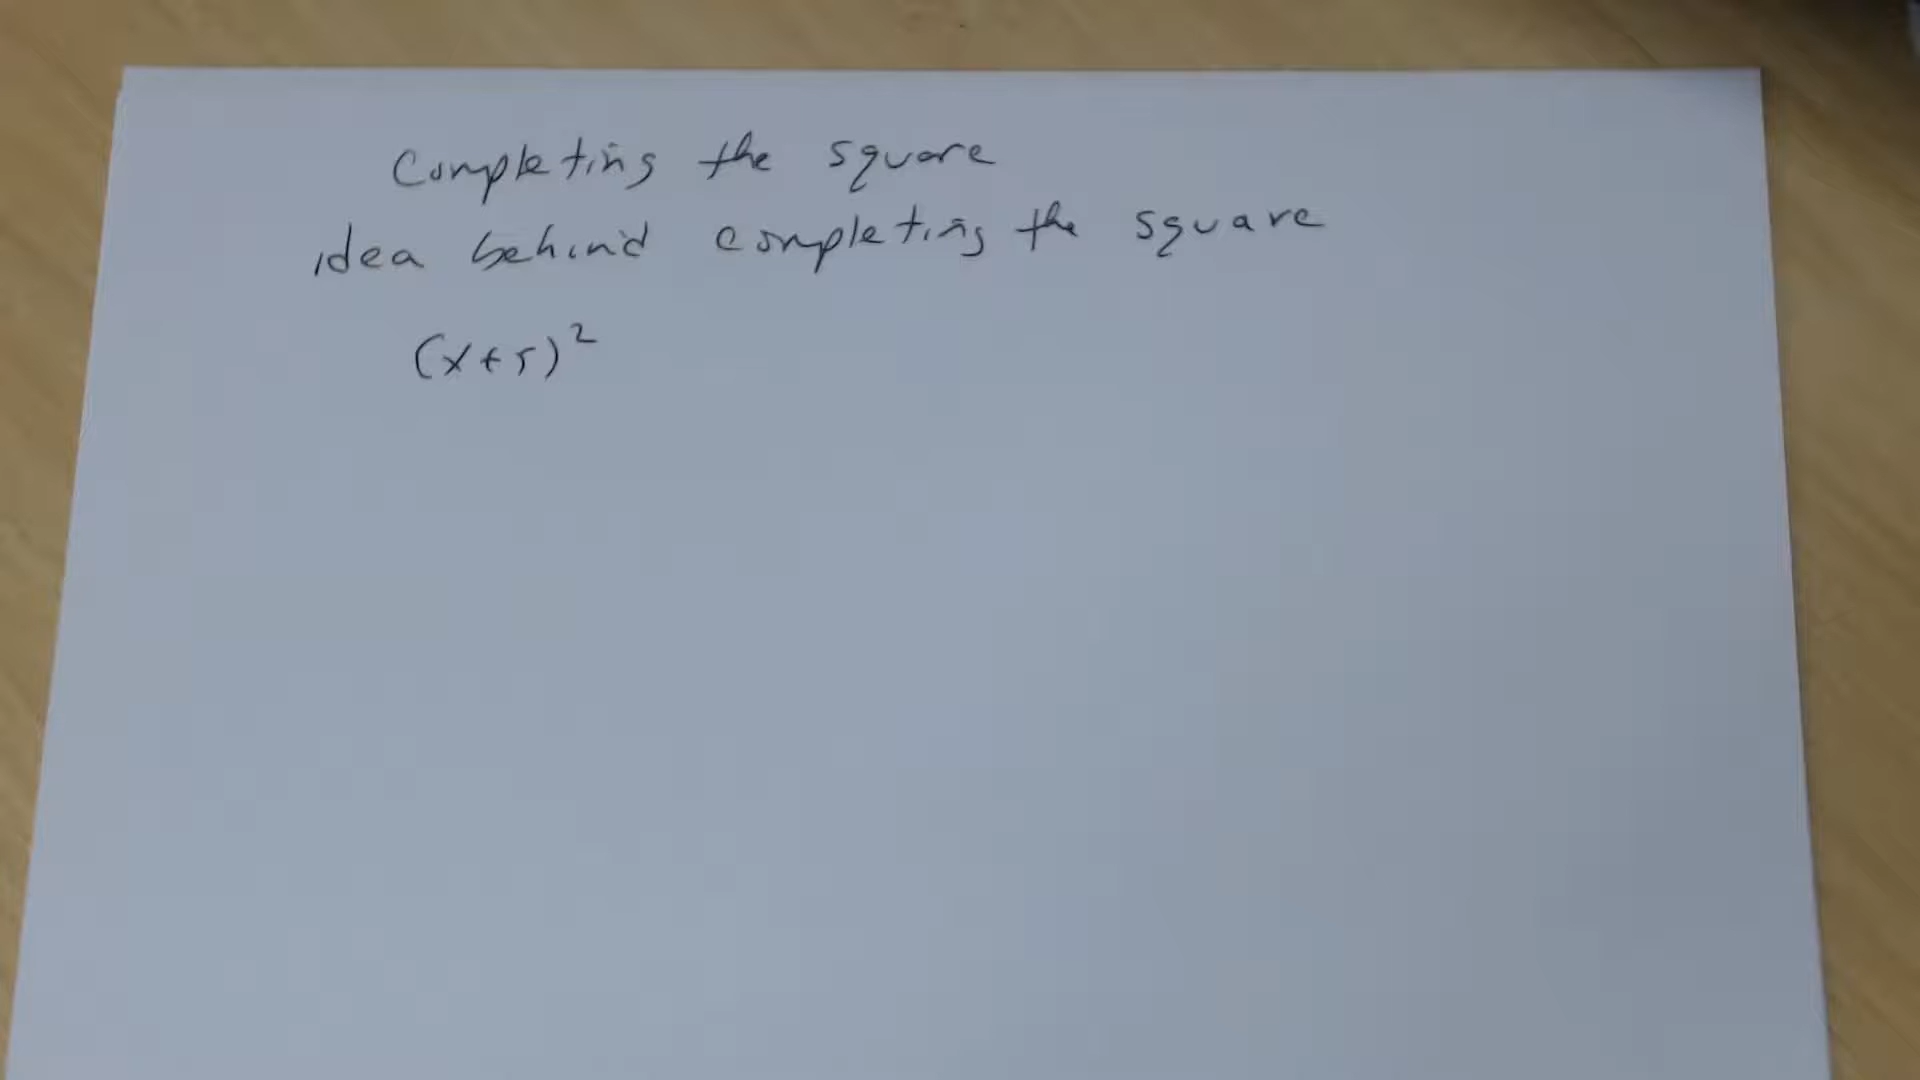 Completing the square
idea behind completing the square
(x+5)²